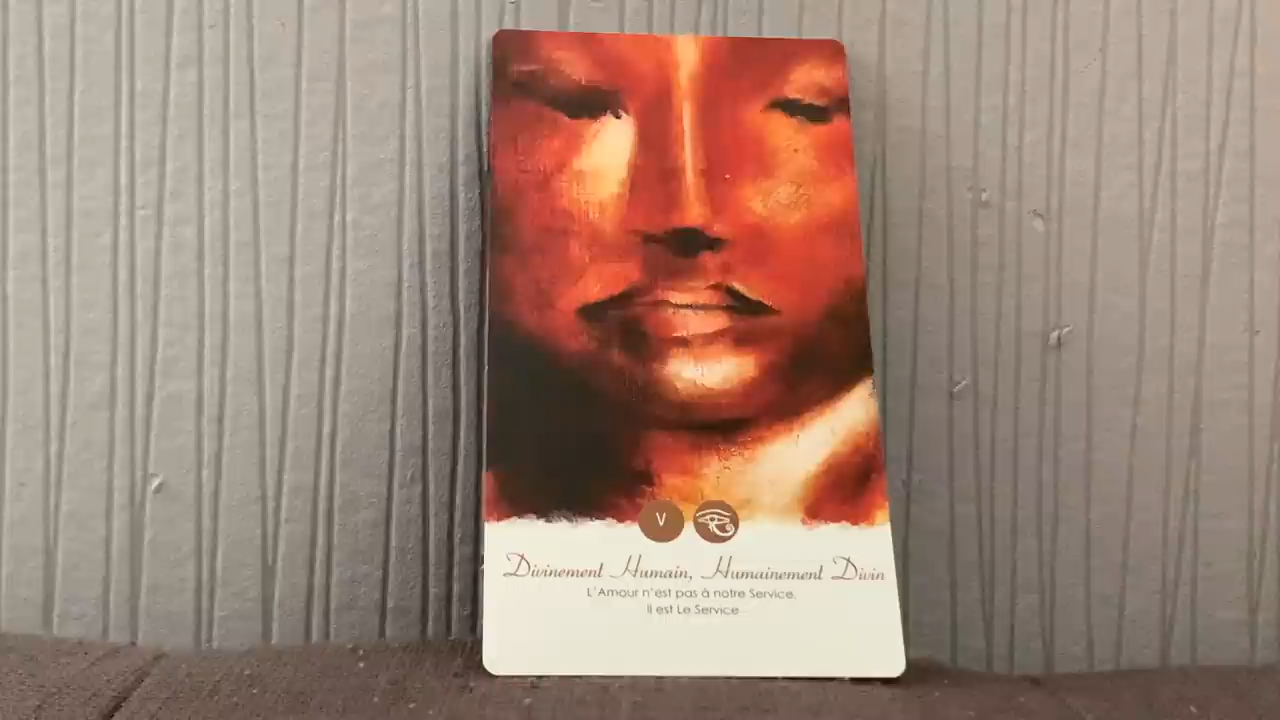 V
Divinement Humain, Humainement Divin
L'Amour n'est pas à notre Service.
Il est Le Service